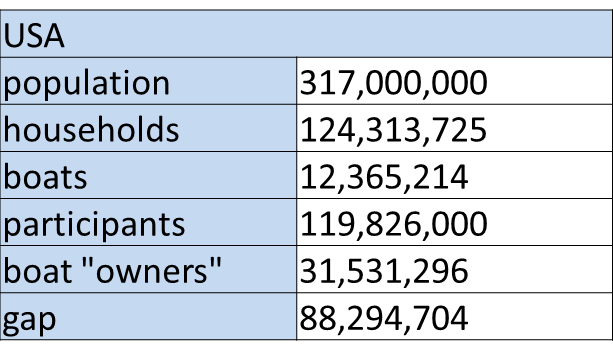 USA
population 317,000,000
households 124,313,725
boats 12,365,214
participants 119,826,000
boat "owners" 31,531,296
gap 88,294,704